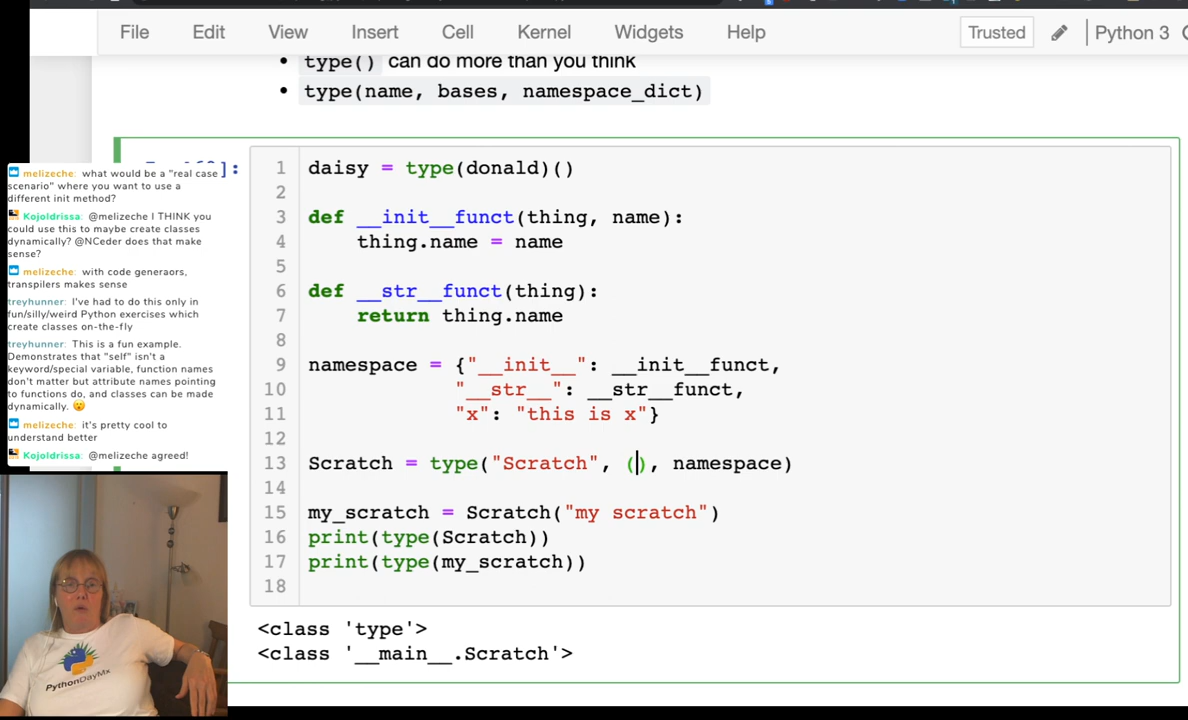 File Edit View Insert Cell Kernel Widgets Help Trusted Python 3
• type() can do more than you think
• type(name, bases, namespace_dict)
]:
1 daisy = type(donald)()
2
3 def __init__funct(thing, name):
4 thing.name = name
5
6 def __str__funct(thing):
7 return thing.name
8
9 namespace = {"__init__": __init__funct,
10 "__str__": __str__funct,
11 "x": "this is x"}
12
13 Scratch = type("Scratch", (), namespace)
14
15 my_scratch = Scratch("my scratch")
16 print(type(Scratch))
17 print(type(my_scratch))
18
<class 'type'>
<class '__main__.Scratch'>
melizeche: what would be a "real case
scenario" where you want to use a
different init method?
Kojoldrissa: @melizeche I THINK you
could use this to maybe create classes
dynamically? @NCeder does that make
sense?
melizeche: with code generaors,
transpilers makes sense
treyhunner: I've had to do this only in
fun/silly/weird Python exercises which
create classes on-the-fly
treyhunner: This is a fun example.
Demonstrates that "self" isn't a
keyword/special variable, function names
don't matter but attribute names pointing
to functions do, and classes can be made
dynamically. 😮
melizeche: it's pretty cool to
understand better
Kojoldrissa: @melizeche agreed!
PythonDayMx